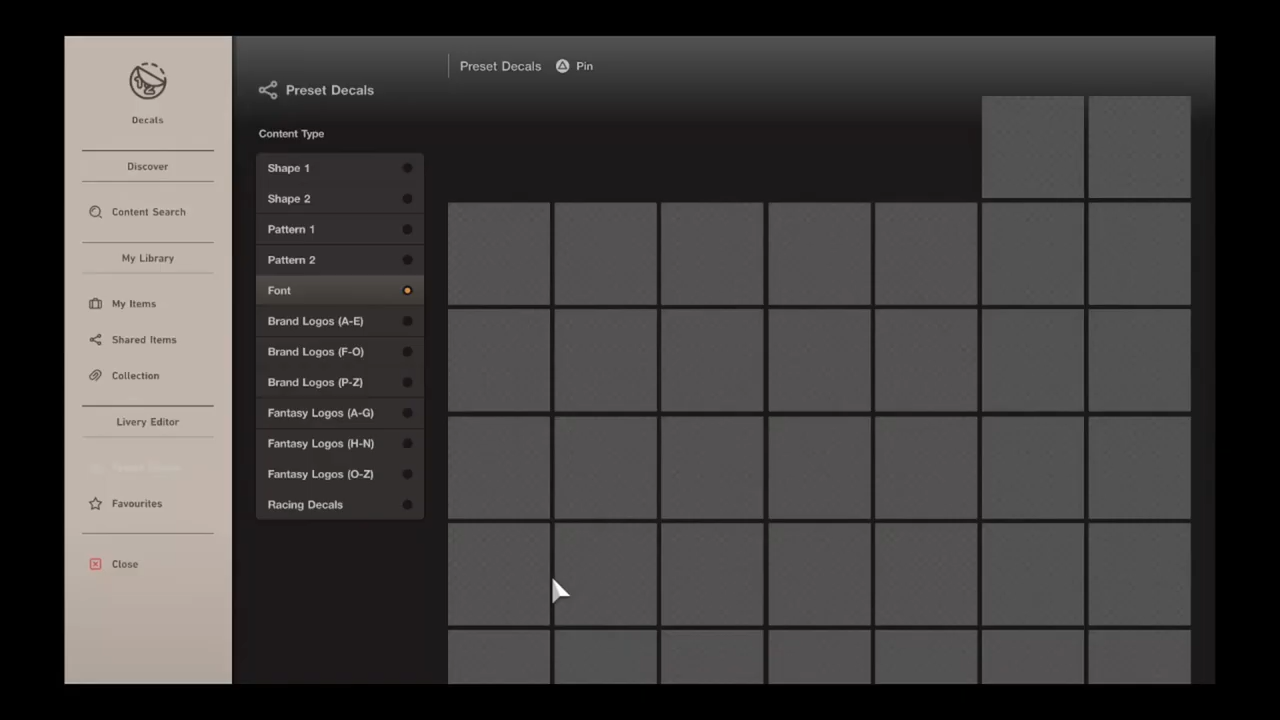 Decals
Discover
Content Search
My Library
My Items
Shared Items
Collection
Livery Editor
Favourites
Close
Preset Decals
Pin
Preset Decals
Content Type
Shape 1
Shape 2
Pattern 1
Pattern 2
Font
Brand Logos (A-E)
Brand Logos (F-O)
Brand Logos (P-Z)
Fantasy Logos (A-G)
Fantasy Logos (H-N)
Fantasy Logos (O-Z)
Racing Decals